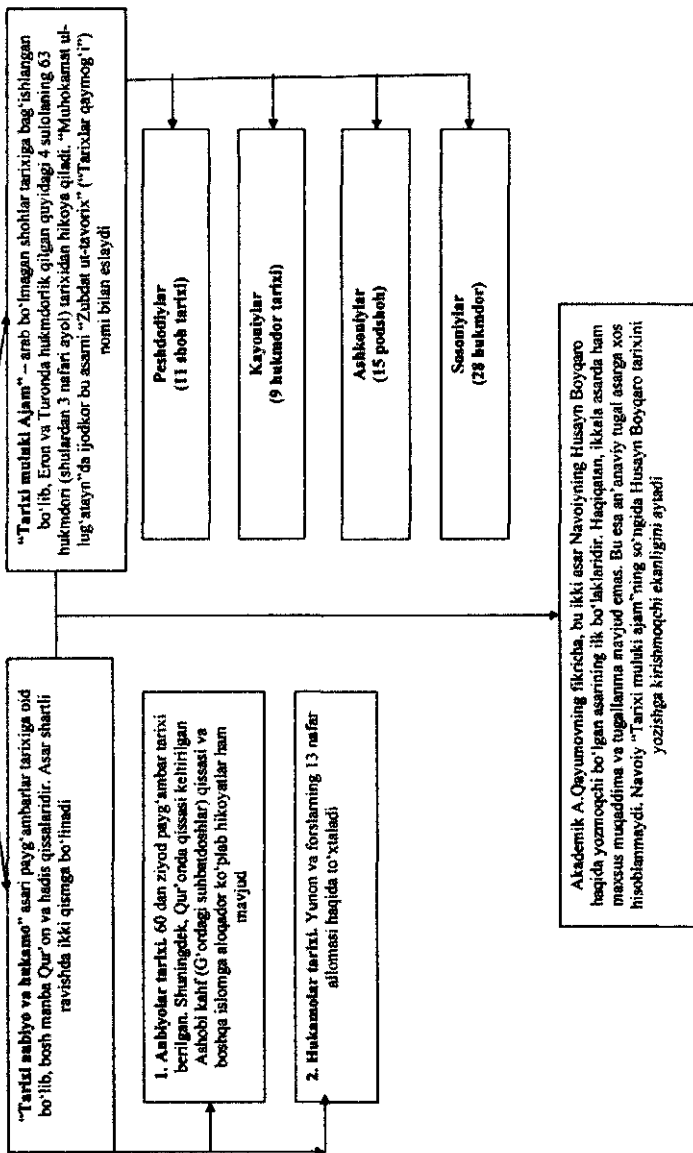 "Tarixi nabiyo va hukamo" asari payg'ambarlar tarixiga oid
bo'lib, bosh manba Qur'on va hadis qissalaridir. Asar shartli
ravishda ikki qismga bo'linadi
1. Anbiyolar tarixi. 60 dan ziyod payg'ambar tarixi
berilgan. Shuningdek, Qur'onda qissasi keltirilgan
Ashobi kahf (G'ordagi suhbatdoshlar) qissasi va
boshqa islomga aloqador ko'plab hikoyatlar ham
mavjud
2. Hukamolar tarixi. Yunon va forslarning 13 nafar
allomasi haqida to'xtaladi
"Tarixi muluki Ajam" – arab bo'lmagan shohlar tarixiga bag'ishlangan
bo'lib, Eron va Turonda hukmdorlik qilgan quyidagi 4 sulolaning 63
hukmdori (shulardan 3 nafari ayol) tarixidan hikoya qiladi. "Muhokamat ul-
lug'atayn"da ijodkor bu asarni "Zubdat ut-tavorix" ("Tarixlar qaymog'i")
nomi bilan eslaydi
Peshdodiylar
(11 shoh tarixi)
Kayoniylar
(9 hukmdor tarixi)
Ashkoniylar
(15 podshoh)
Sosoniylar
(28 hukmdor)
Akademik A.Qayumovning fikricha, bu ikki asar Navoiyning Husayn Boyqaro
haqida yozmoqchi bo'lgan asarining ilk bo'laklaridir. Haqiqatan, ikkala asarda ham
maxsus muqaddima va tugallanma mavjud emas. Bu esa an'anaviy tugal asarga xos
hisoblanmaydi. Navoiy "Tarixi muluki ajam"ning so'ngida Husayn Boyqaro tarixini
yozishga kirishmoqchi ekanligini aytadi